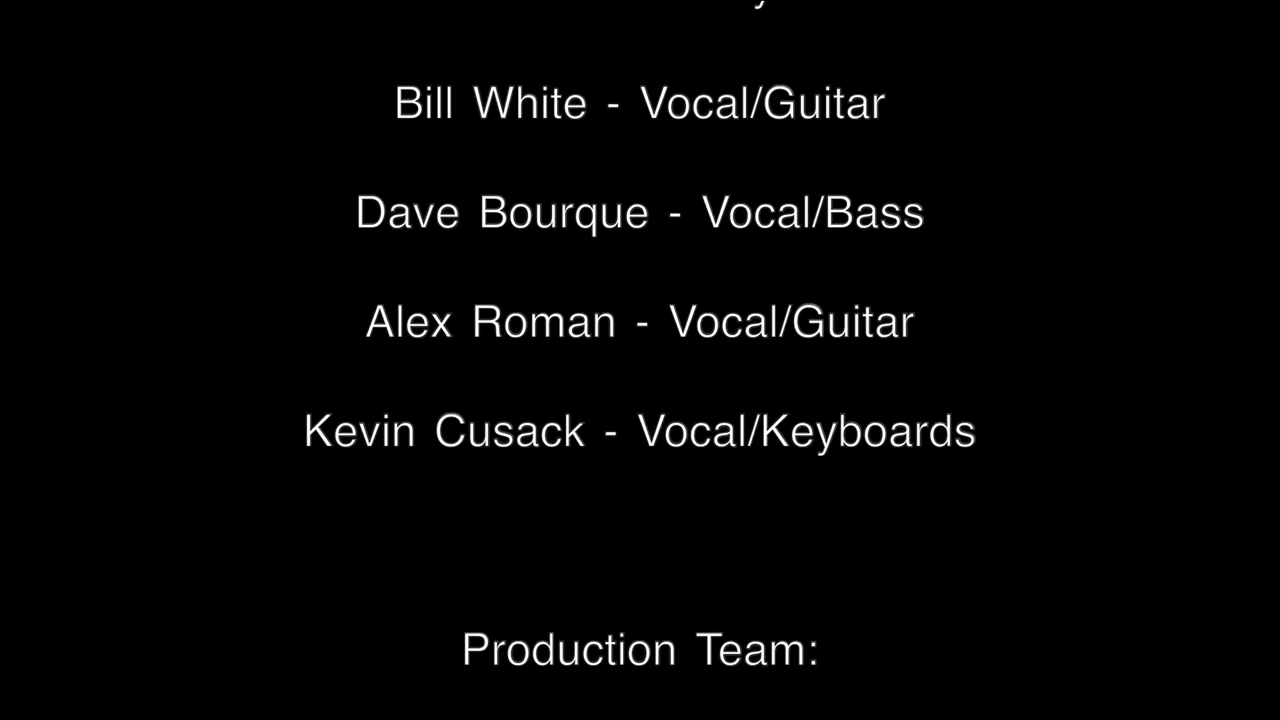 Bill White - Vocal/Guitar
Dave Bourque - Vocal/Bass
Alex Roman - Vocal/Guitar
Kevin Cusack - Vocal/Keyboards
Production Team: